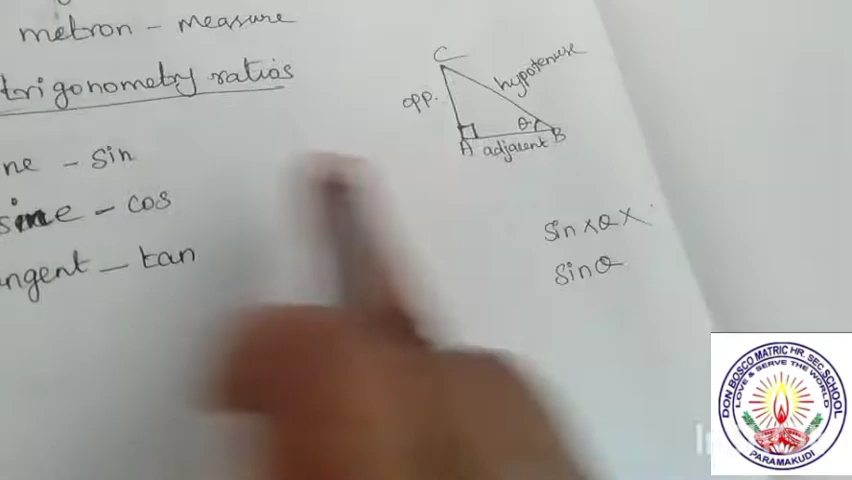 metron - measure
trigonometry ratios
ne - sin
sine - cos
ngent - tan
C
opp.
hypotenuse
θ
A
adjacent
B
sin × θ ×
sin θ
DON BOSCO MATRIC HR. SEC. SCHOOL
LOVE & SERVE THE WORLD
PARAMAKUDI